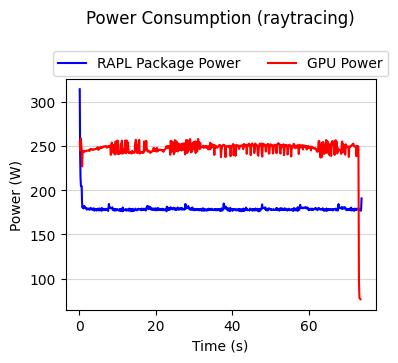 Power Consumption (raytracing)
RAPL Package Power
GPU Power
300
250
200
150
100
Power (W)
0
20
40
60
Time (s)